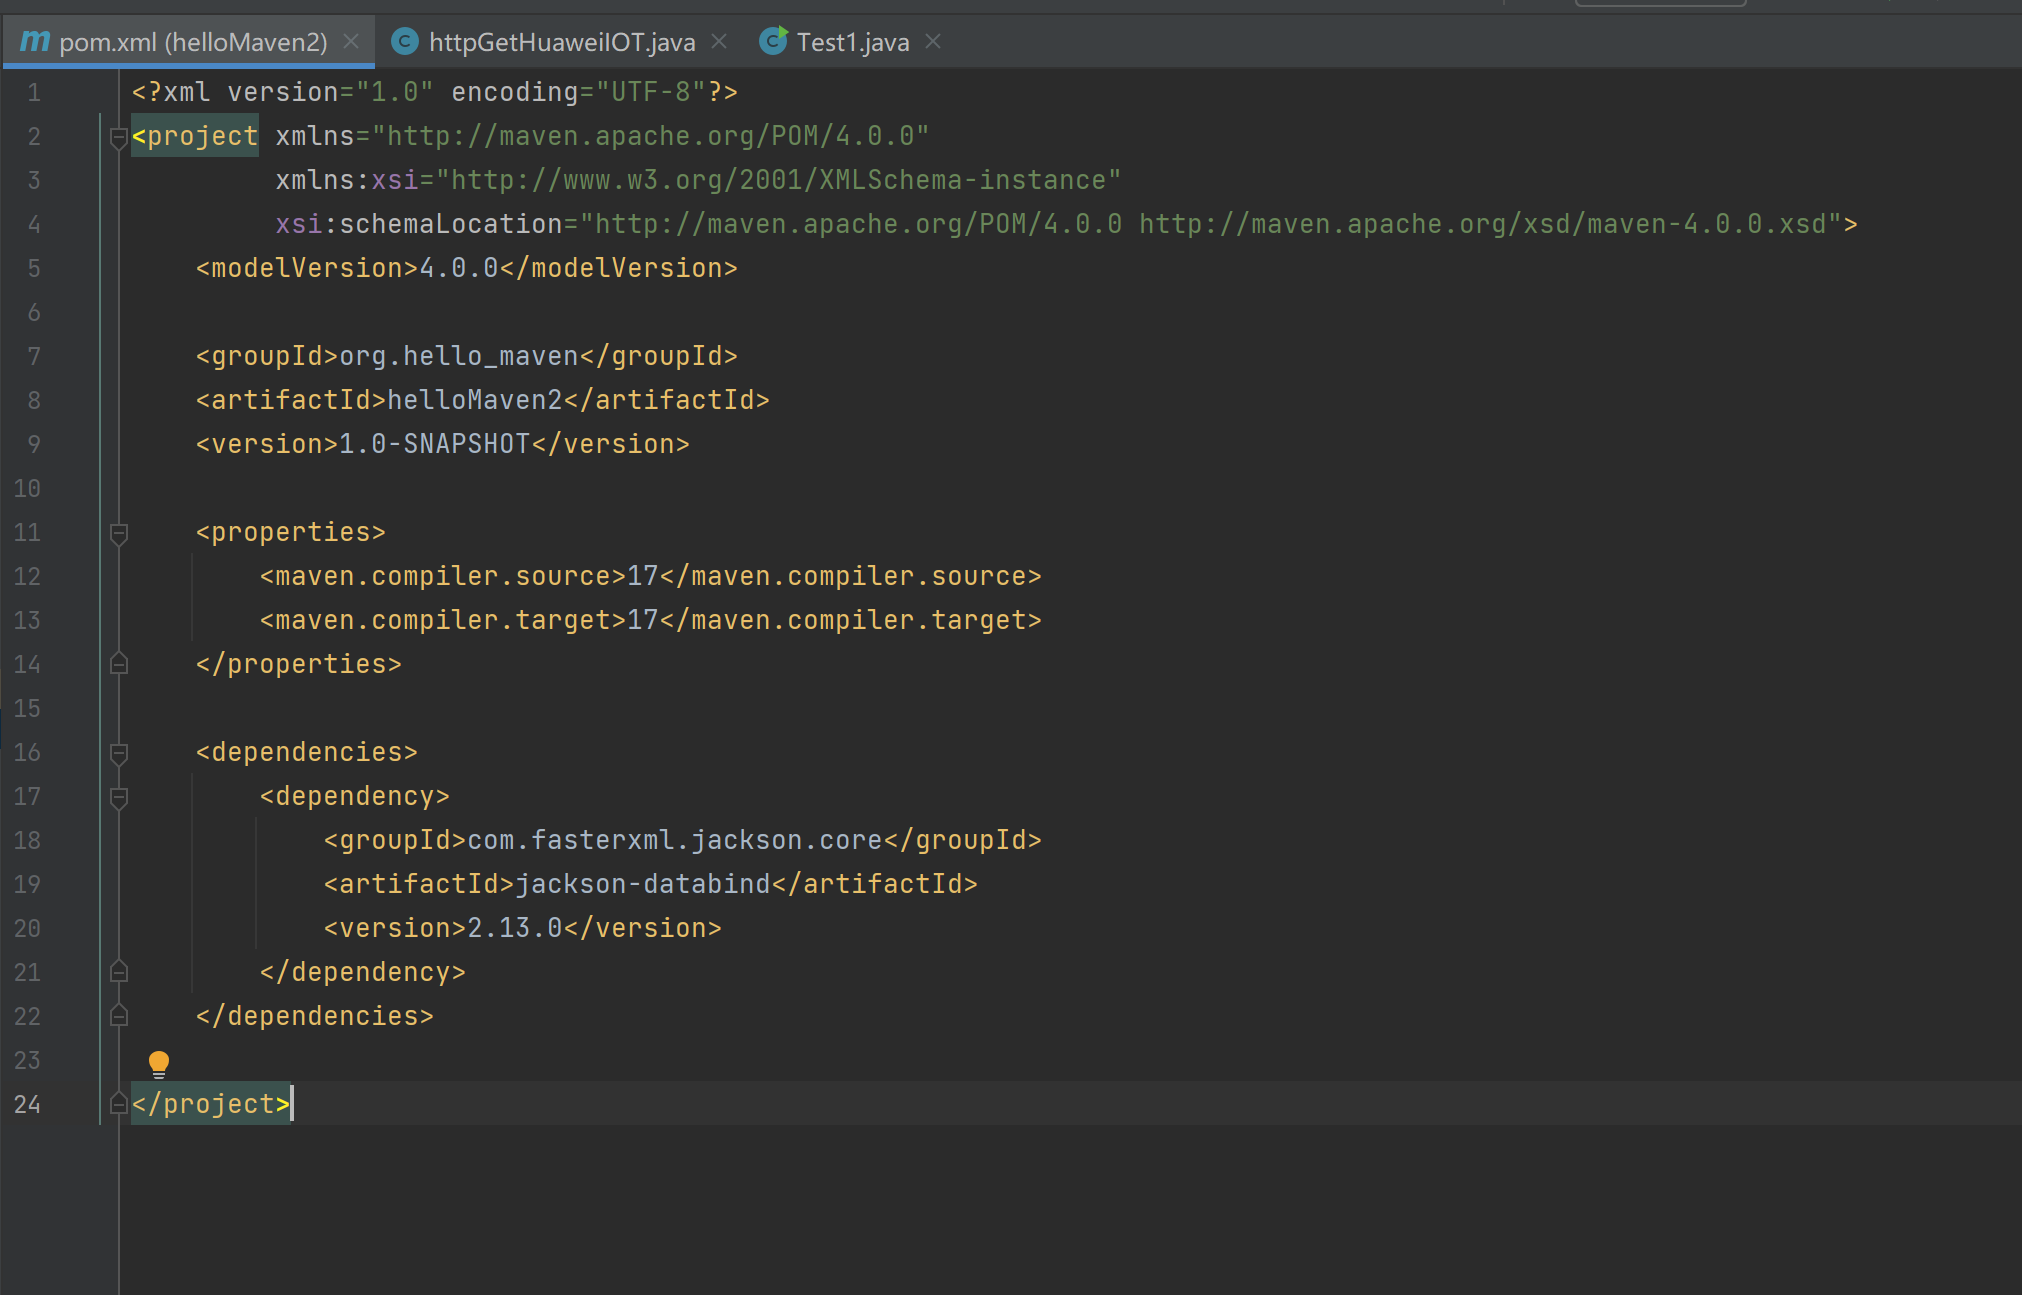 m pom.xml (helloMaven2) C httpGetHuaweiIOT.java C Test1.java
1 <?xml version="1.0" encoding="UTF-8"?>
2 <project xmlns="http://maven.apache.org/POM/4.0.0"
3 xmlns:xsi="http://www.w3.org/2001/XMLSchema-instance"
4 xsi:schemaLocation="http://maven.apache.org/POM/4.0.0 http://maven.apache.org/xsd/maven-4.0.0.xsd">
5 <modelVersion>4.0.0</modelVersion>
6
7 <groupId>org.hello_maven</groupId>
8 <artifactId>helloMaven2</artifactId>
9 <version>1.0-SNAPSHOT</version>
10
11 <properties>
12 <maven.compiler.source>17</maven.compiler.source>
13 <maven.compiler.target>17</maven.compiler.target>
14 </properties>
15
16 <dependencies>
17 <dependency>
18 <groupId>com.fasterxml.jackson.core</groupId>
19 <artifactId>jackson-databind</artifactId>
20 <version>2.13.0</version>
21 </dependency>
22 </dependencies>
23
24 </project>